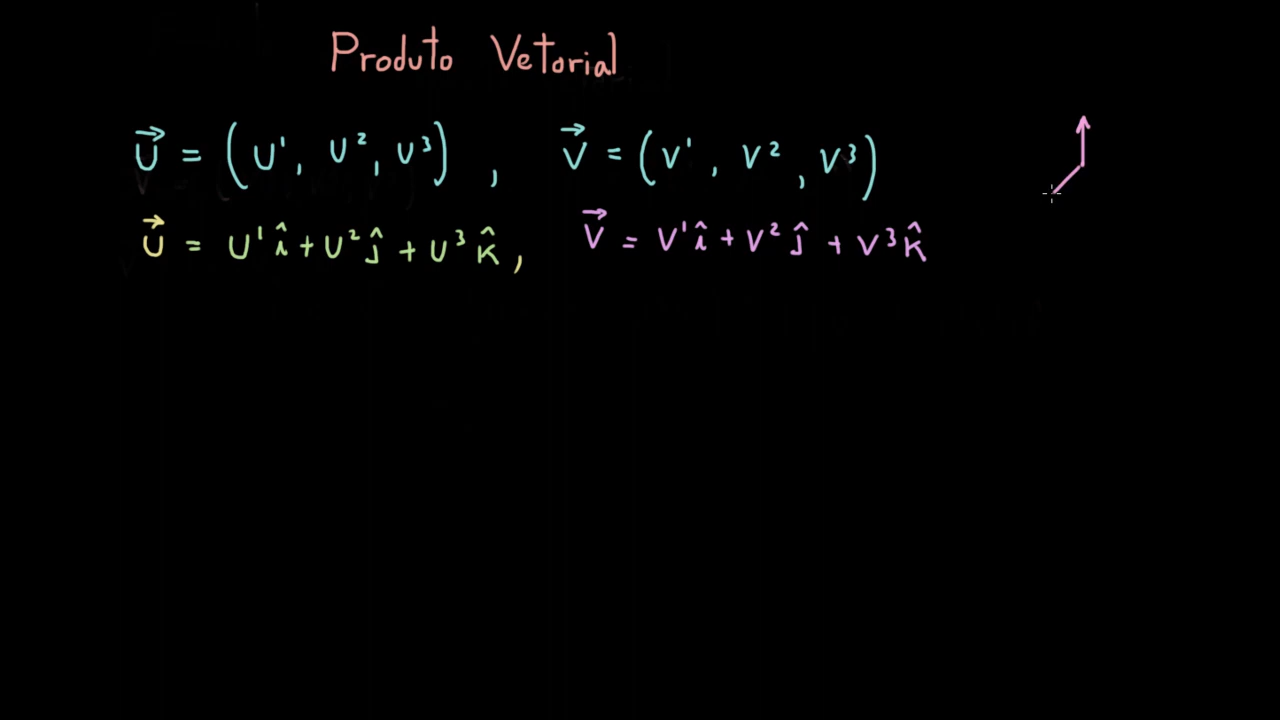 Produto Vetorial
U⃗ = (U¹, U², U³) , V⃗ = (V¹, V², V³)
U⃗ = U¹î + U²ĵ + U³k̂, V⃗ = V¹î + V²ĵ + V³k̂